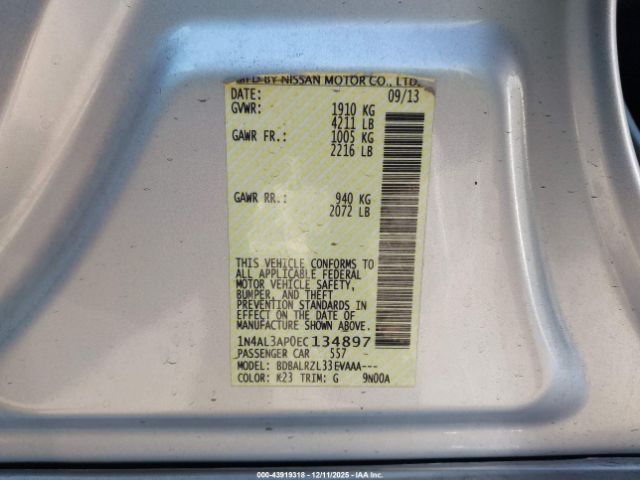 MFD BY NISSAN MOTOR CO., LTD.
DATE: 09/13
GVWR: 1910 KG
4211 LB
GAWR FR.: 1005 KG
2216 LB
GAWR RR.: 940 KG
2072 LB
THIS VEHICLE CONFORMS TO
ALL APPLICABLE FEDERAL
MOTOR VEHICLE SAFETY,
BUMPER, AND THEFT
PREVENTION STANDARDS IN
EFFECT ON THE DATE OF
MANUFACTURE SHOWN ABOVE.
1N4AL3AP0EC134897
PASSENGER CAR 557
MODEL: BDBALRZL33EVAAA---
COLOR: K23 TRIM: G 9N00A
000-43919318 - 12/11/2025 - IAA Inc.